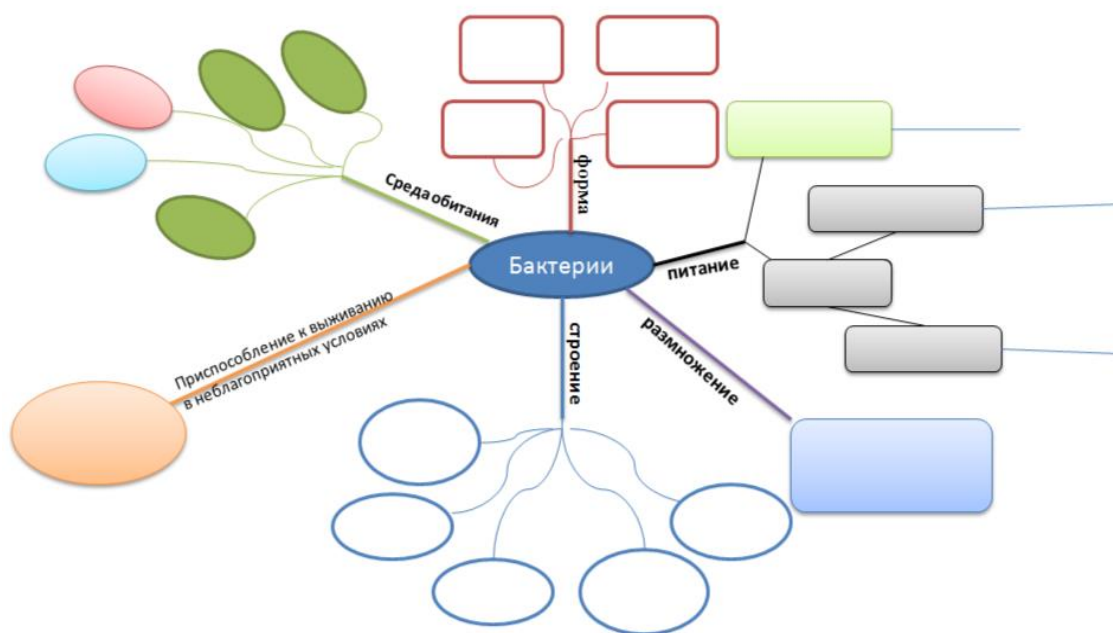 форма
Среда обитания
Бактерии
питание
Приспособление к выживанию
в неблагоприятных условиях
строение
размножение